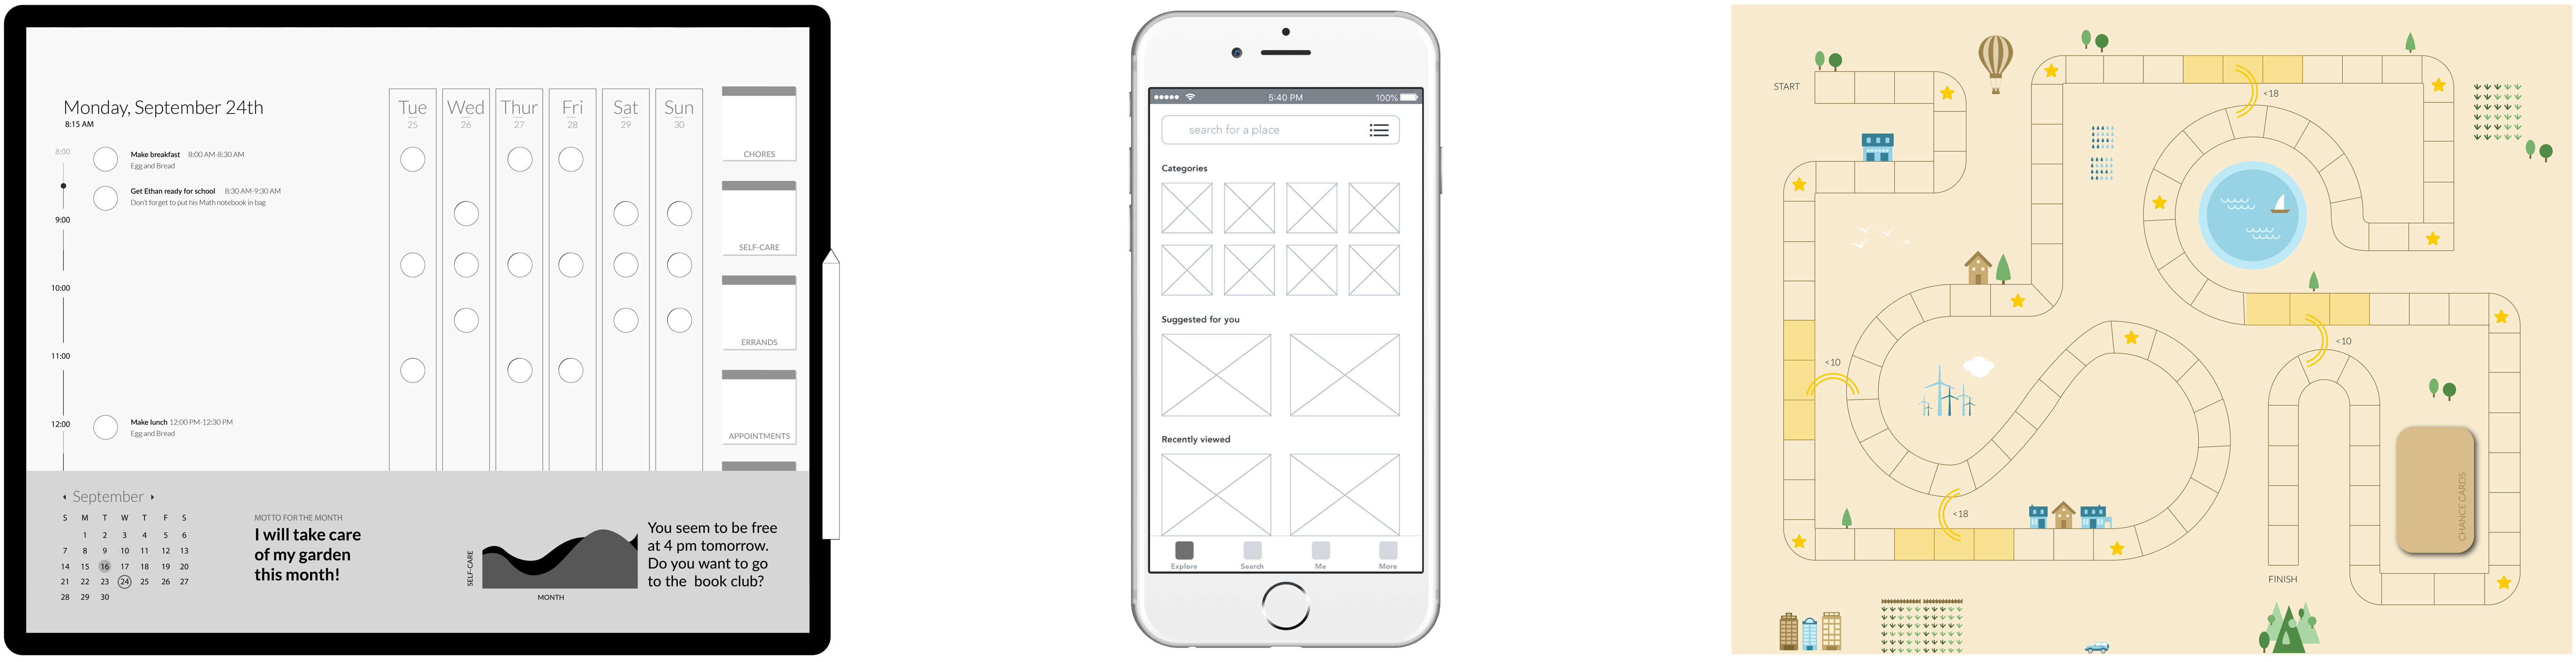 Monday, September 24th
8:15 AM
8:00
Make breakfast 8:00 AM-8:30 AM
Egg and Bread
Get Ethan ready for school 8:30 AM-9:30 AM
Don't forget to put his Math notebook in bag
9:00
10:00
11:00
12:00
Make lunch 12:00 PM-12:30 PM
Egg and Bread
Tue Wed Thur Fri Sat Sun
25 26 27 28 29 30
CHORES
SELF-CARE
ERRANDS
APPOINTMENTS
September
S M T W T F S
1 2 3 4 5 6
7 8 9 10 11 12 13
14 15 16 17 18 19 20
21 22 23 24 25 26 27
28 29 30
MOTTO FOR THE MONTH
I will take care
of my garden
this month!
SELF-CARE
MONTH
You seem to be free
at 4 pm tomorrow.
Do you want to go
to the book club?
5:40 PM
100%
search for a place
Categories
Suggested for you
Recently viewed
Explore Search Me More
START
<18
<10
<10
<18
CHANCE CARDS
FINISH